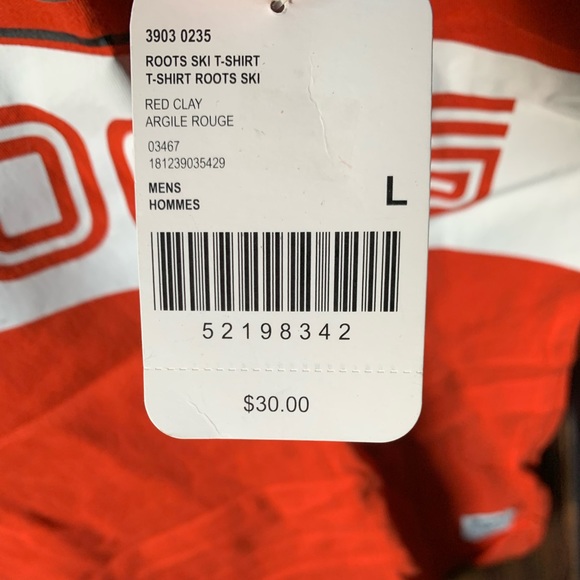 3903 0235
ROOTS SKI T-SHIRT
T-SHIRT ROOTS SKI
RED CLAY
ARGILE ROUGE
03467
181239035429
MENS
HOMMES
L
52198342
$30.00